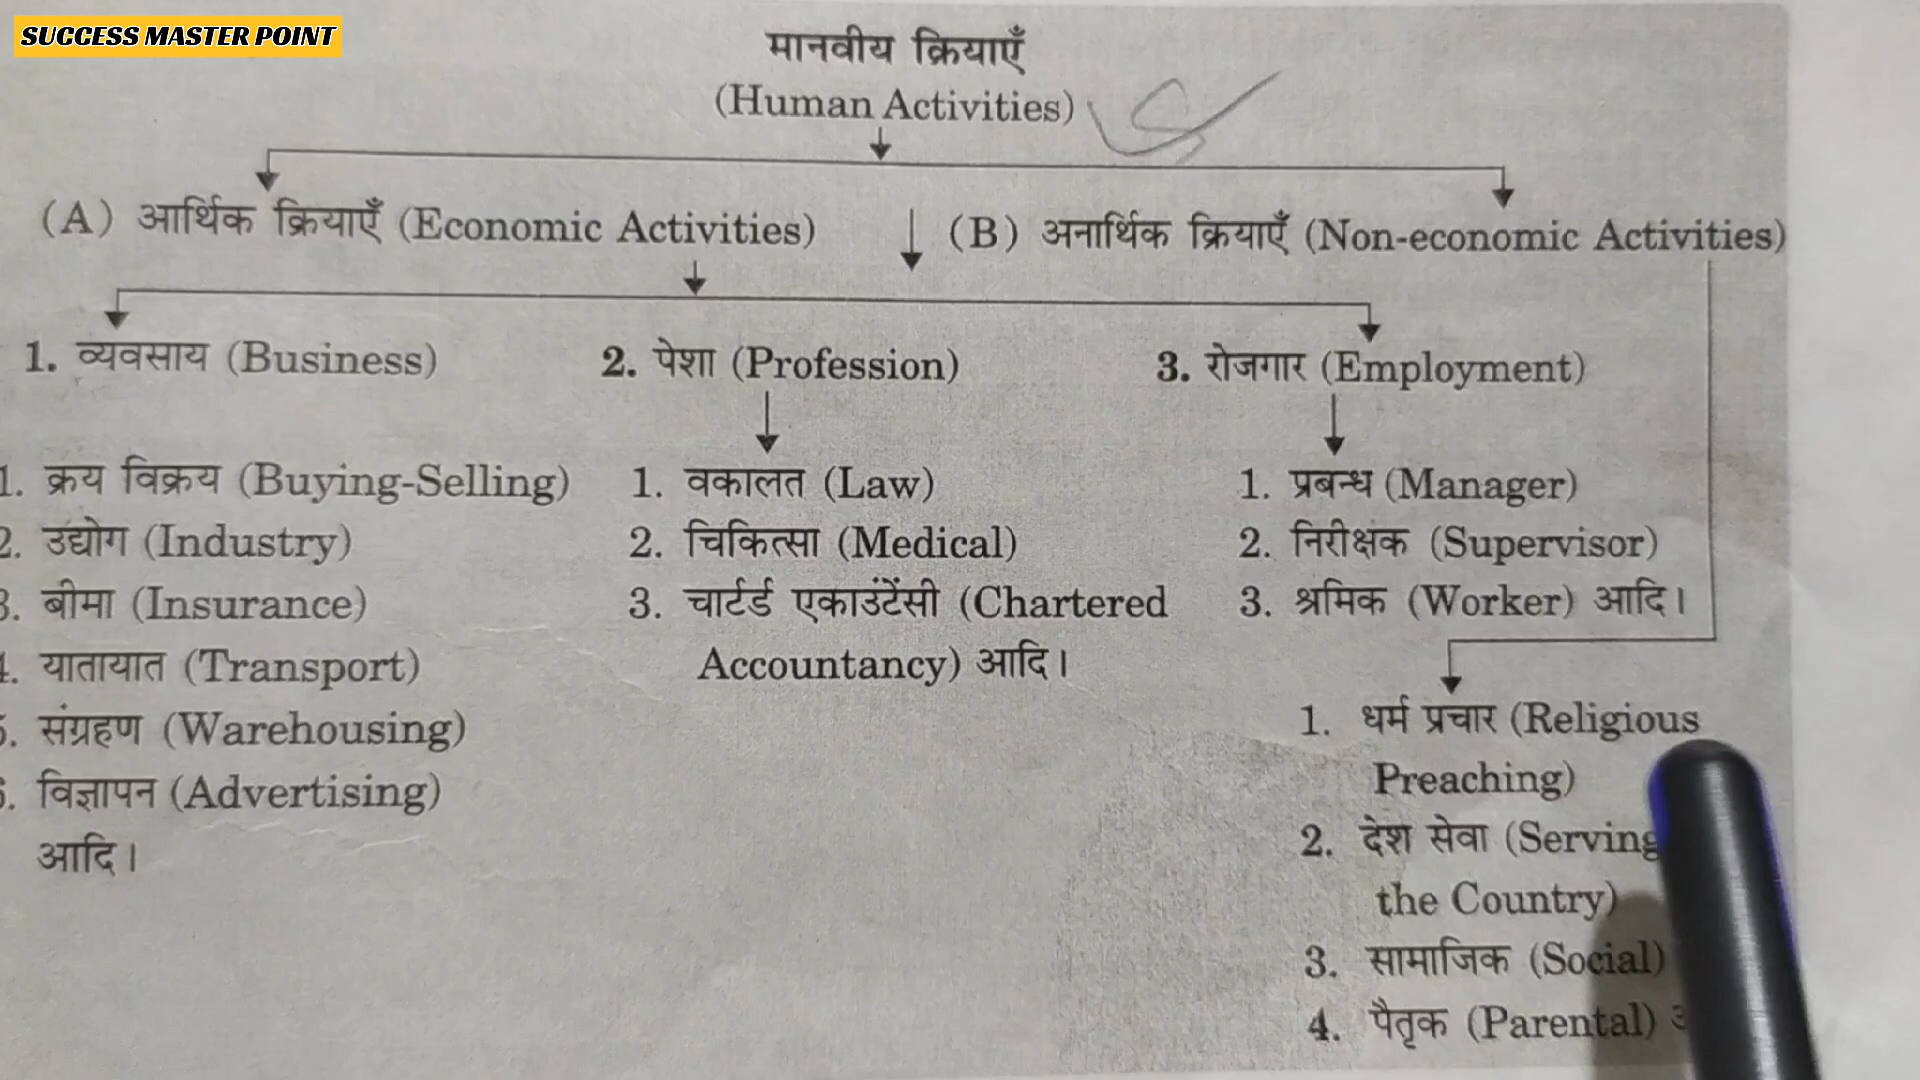 SUCCESS MASTER POINT
मानवीय क्रियाएँ
(Human Activities)
(A) आर्थिक क्रियाएँ (Economic Activities)
(B) अनार्थिक क्रियाएँ (Non-economic Activities)
1. व्यवसाय (Business)
2. पेशा (Profession)
3. रोजगार (Employment)
1. क्रय विक्रय (Buying-Selling)
2. उद्योग (Industry)
3. बीमा (Insurance)
4. यातायात (Transport)
5. संग्रहण (Warehousing)
6. विज्ञापन (Advertising)
आदि।
1. वकालत (Law)
2. चिकित्सा (Medical)
3. चार्टर्ड एकाउंटेंसी (Chartered
Accountancy) आदि।
1. प्रबन्ध (Manager)
2. निरीक्षक (Supervisor)
3. श्रमिक (Worker) आदि।
1. धर्म प्रचार (Religious
Preaching)
2. देश सेवा (Serving
the Country)
3. सामाजिक (Social)
4. पैतृक (Parental)